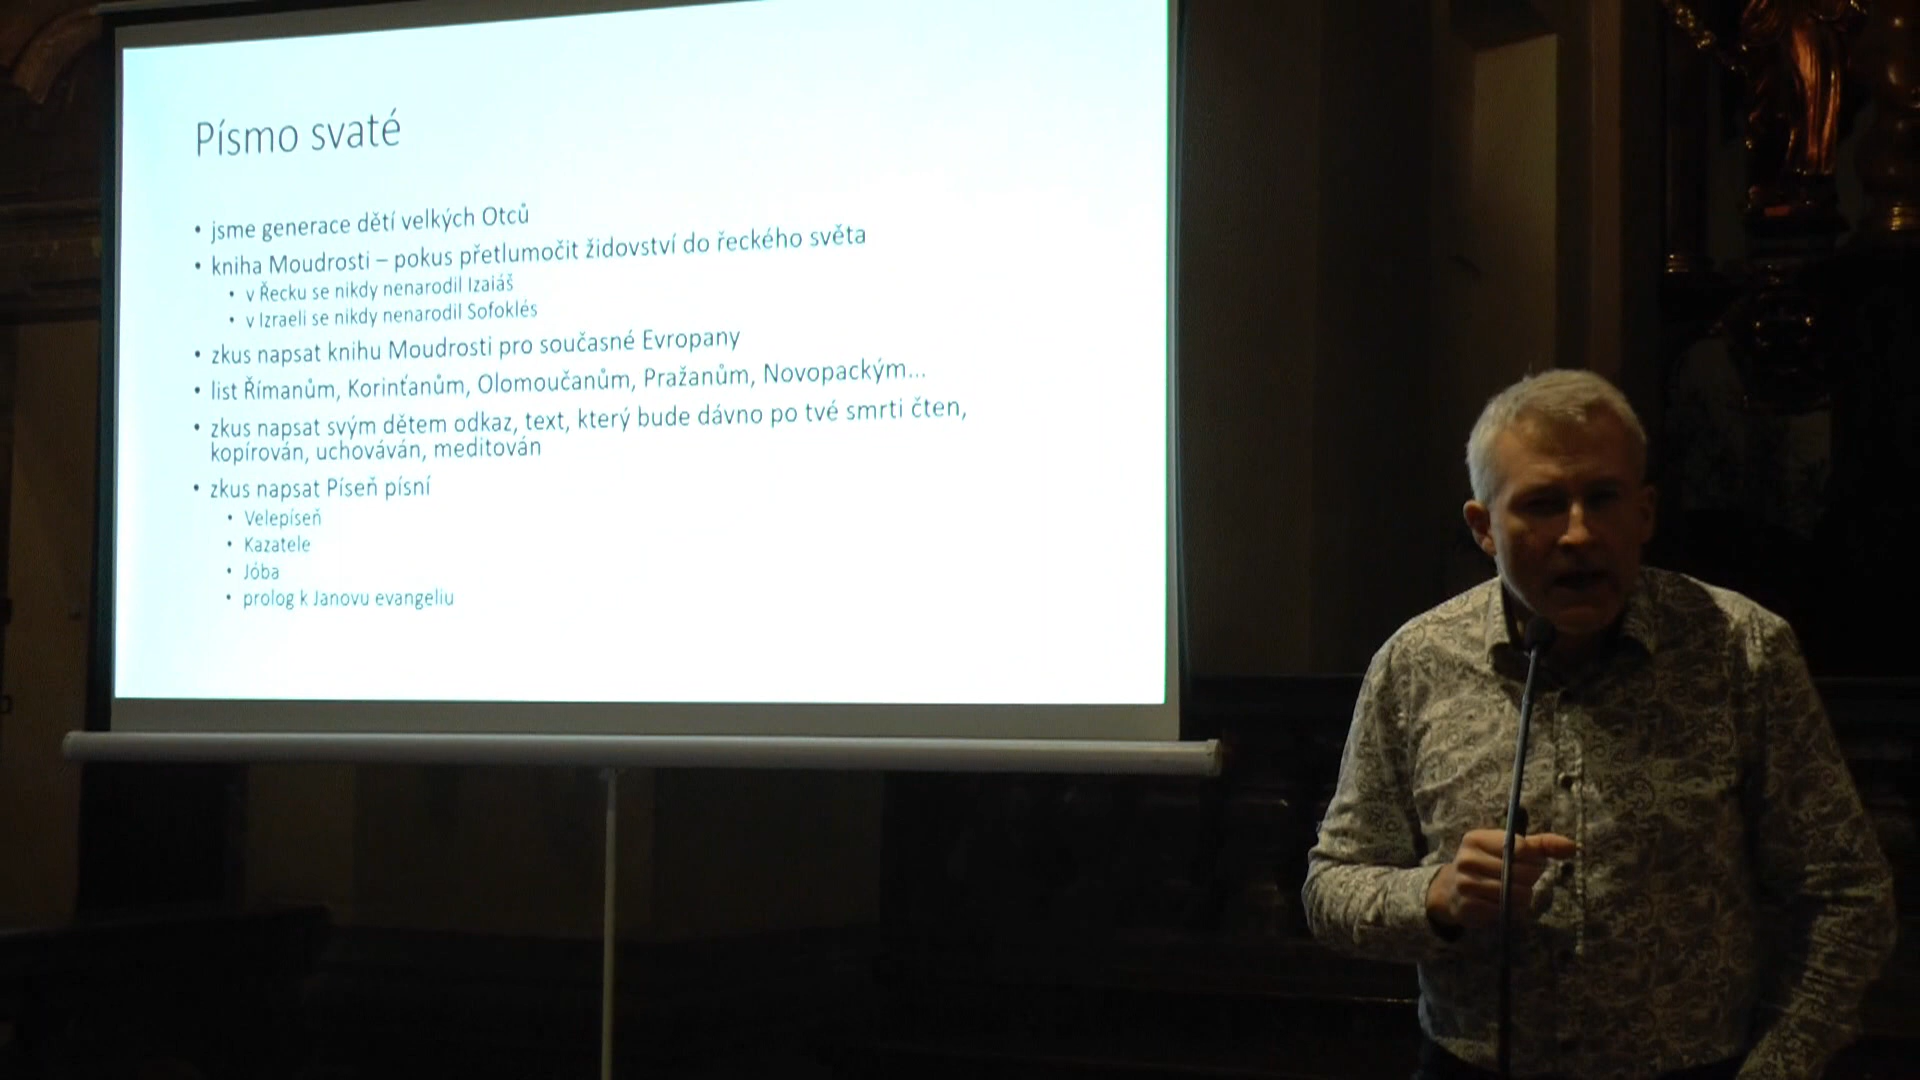 Písmo svaté
• jsme generace dětí velkých Otců
• kniha Moudrosti – pokus přetlumočit židovství do řeckého světa
• v Řecku se nikdy nenarodil Izaiáš
• v Izraeli se nikdy nenarodil Sofoklés
• zkus napsat knihu Moudrosti pro současné Evropany
• list Římanům, Korinťanům, Olomoučanům, Pražanům, Novopackým...
• zkus napsat svým dětem odkaz, text, který bude dávno po tvé smrti čten,
kopírován, uchováván, meditován
• zkus napsat Píseň písní
• Velepíseň
• Kazatele
• Jóba
• prolog k Janovu evangeliu